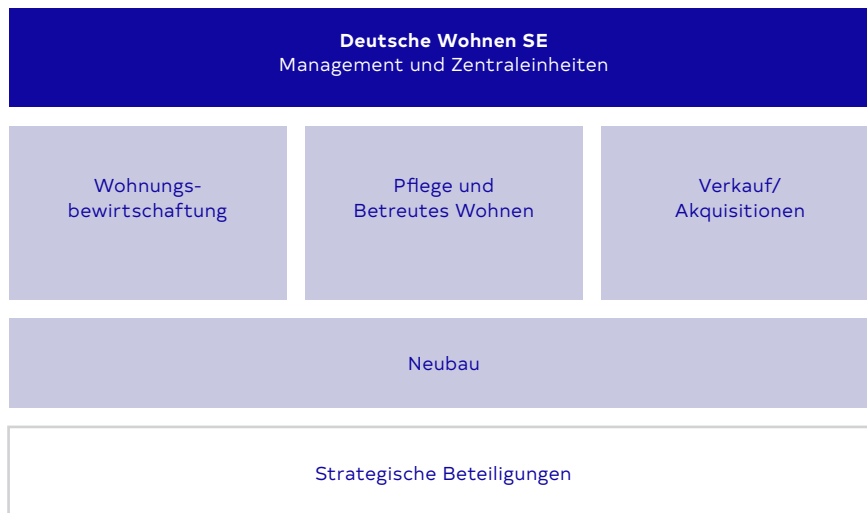 Deutsche Wohnen SE
Management und Zentraleinheiten
Wohnungs-
bewirtschaftung
Pflege und
Betreutes Wohnen
Verkauf/
Akquisitionen
Neubau
Strategische Beteiligungen